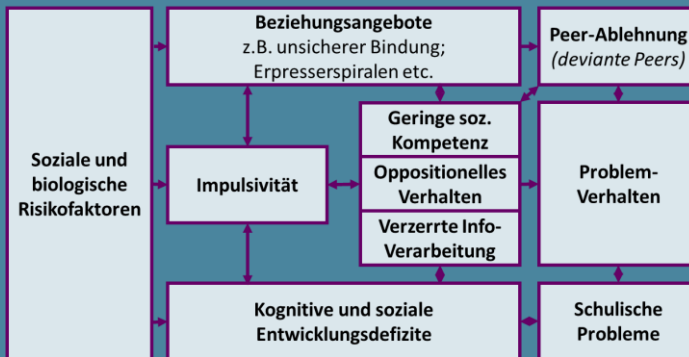 Beziehungsangebote
z.B. unsicherer Bindung;
Erpresserspiralen etc.
Peer-Ablehnung
(deviante Peers)
Soziale und
biologische
Risikofaktoren
Impulsivität
Geringe soz.
Kompetenz
Oppositionelles
Verhalten
Verzerrte Info-
Verarbeitung
Problem-
Verhalten
Kognitive und soziale
Entwicklungsdefizite
Schulische
Probleme